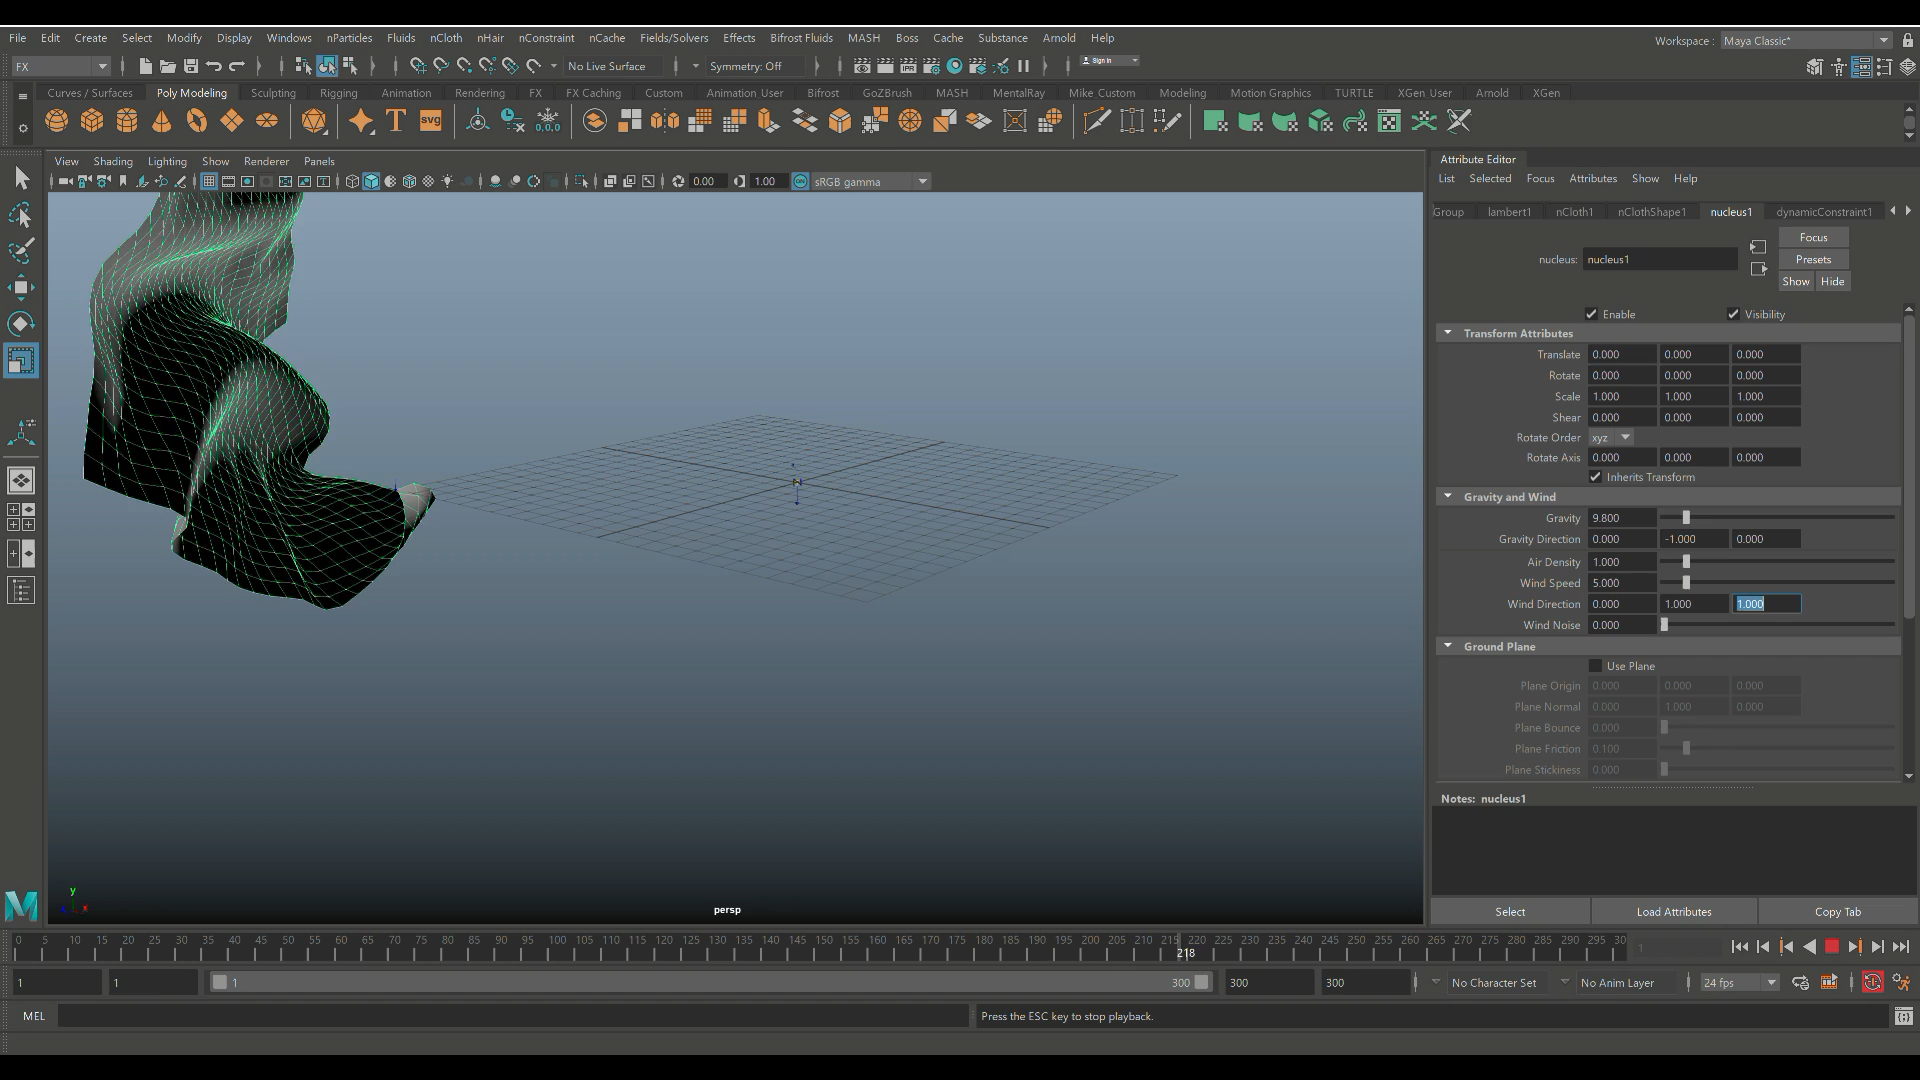 File Edit Create Select Modify Display Windows nParticles Fluids nCloth nHair nConstraint nCache Fields/Solvers Effects Bifrost Fluids MASH Boss Cache Substance Arnold Help Workspace : Maya Classic*
FX No Live Surface Symmetry: Off Sign In
Curves / Surfaces Poly Modeling Sculpting Rigging Animation Rendering FX FX Caching Custom Animation_User Bifrost GoZBrush MASH MentalRay Mike_Custom Modeling Motion Graphics TURTLE XGen_User Arnold XGen
T svg 0,0,0 IPR
View Shading Lighting Show Renderer Panels
0.00 1.00 ON sRGB gamma
Attribute Editor
List Selected Focus Attributes Show Help
Group lambert1 nCloth1 nClothShape1 nucleus1 dynamicConstraint1
nucleus: nucleus1
Focus
Presets
Show Hide
Enable Visibility
Transform Attributes
Translate 0.000 0.000 0.000
Rotate 0.000 0.000 0.000
Scale 1.000 1.000 1.000
Shear 0.000 0.000 0.000
Rotate Order xyz
Rotate Axis 0.000 0.000 0.000
Inherits Transform
Gravity and Wind
Gravity 9.800
Gravity Direction 0.000 -1.000 0.000
Air Density 1.000
Wind Speed 5.000
Wind Direction 0.000 1.000 1.000
Wind Noise 0.000
Ground Plane
Use Plane
Plane Origin 0.000 0.000 0.000
Plane Normal 0.000 1.000 0.000
Plane Bounce 0.000
Plane Friction 0.100
Plane Stickiness 0.000
Notes: nucleus1
Select Load Attributes Copy Tab
y
x
persp
0 5 10 15 20 25 30 35 40 45 50 55 60 65 70 75 80 85 90 95 100 105 110 115 120 125 130 135 140 145 150 155 160 165 170 175 180 185 190 195 200 205 210 215 220 225 230 235 240 245 250 255 260 265 270 275 280 285 290 295 30
218
1
1 1 1 300 300 300 No Character Set No Anim Layer 24 fps
MEL Press the ESC key to stop playback.